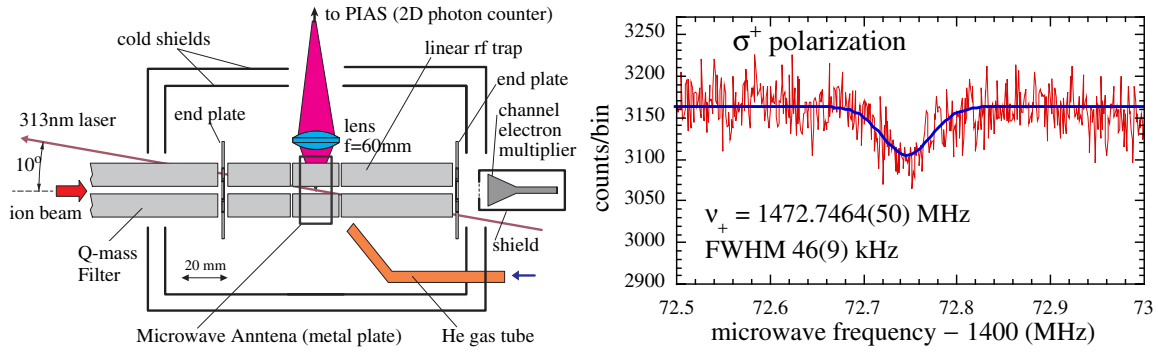 to PIAS (2D photon counter)
cold shields
linear rf trap
end plate
313nm laser
end plate
lens
f=60mm
channel
electron
multiplier
10°
ion beam
Q-mass
Filter
20 mm
shield
Microwave Anntena (metal plate)
He gas tube
σ+ polarization
counts/bin
3250
3200
3150
3100
3050
3000
2950
2900
ν+ = 1472.7464(50) MHz
FWHM 46(9) kHz
72.5
72.6
72.7
72.8
72.9
73
microwave frequency – 1400 (MHz)